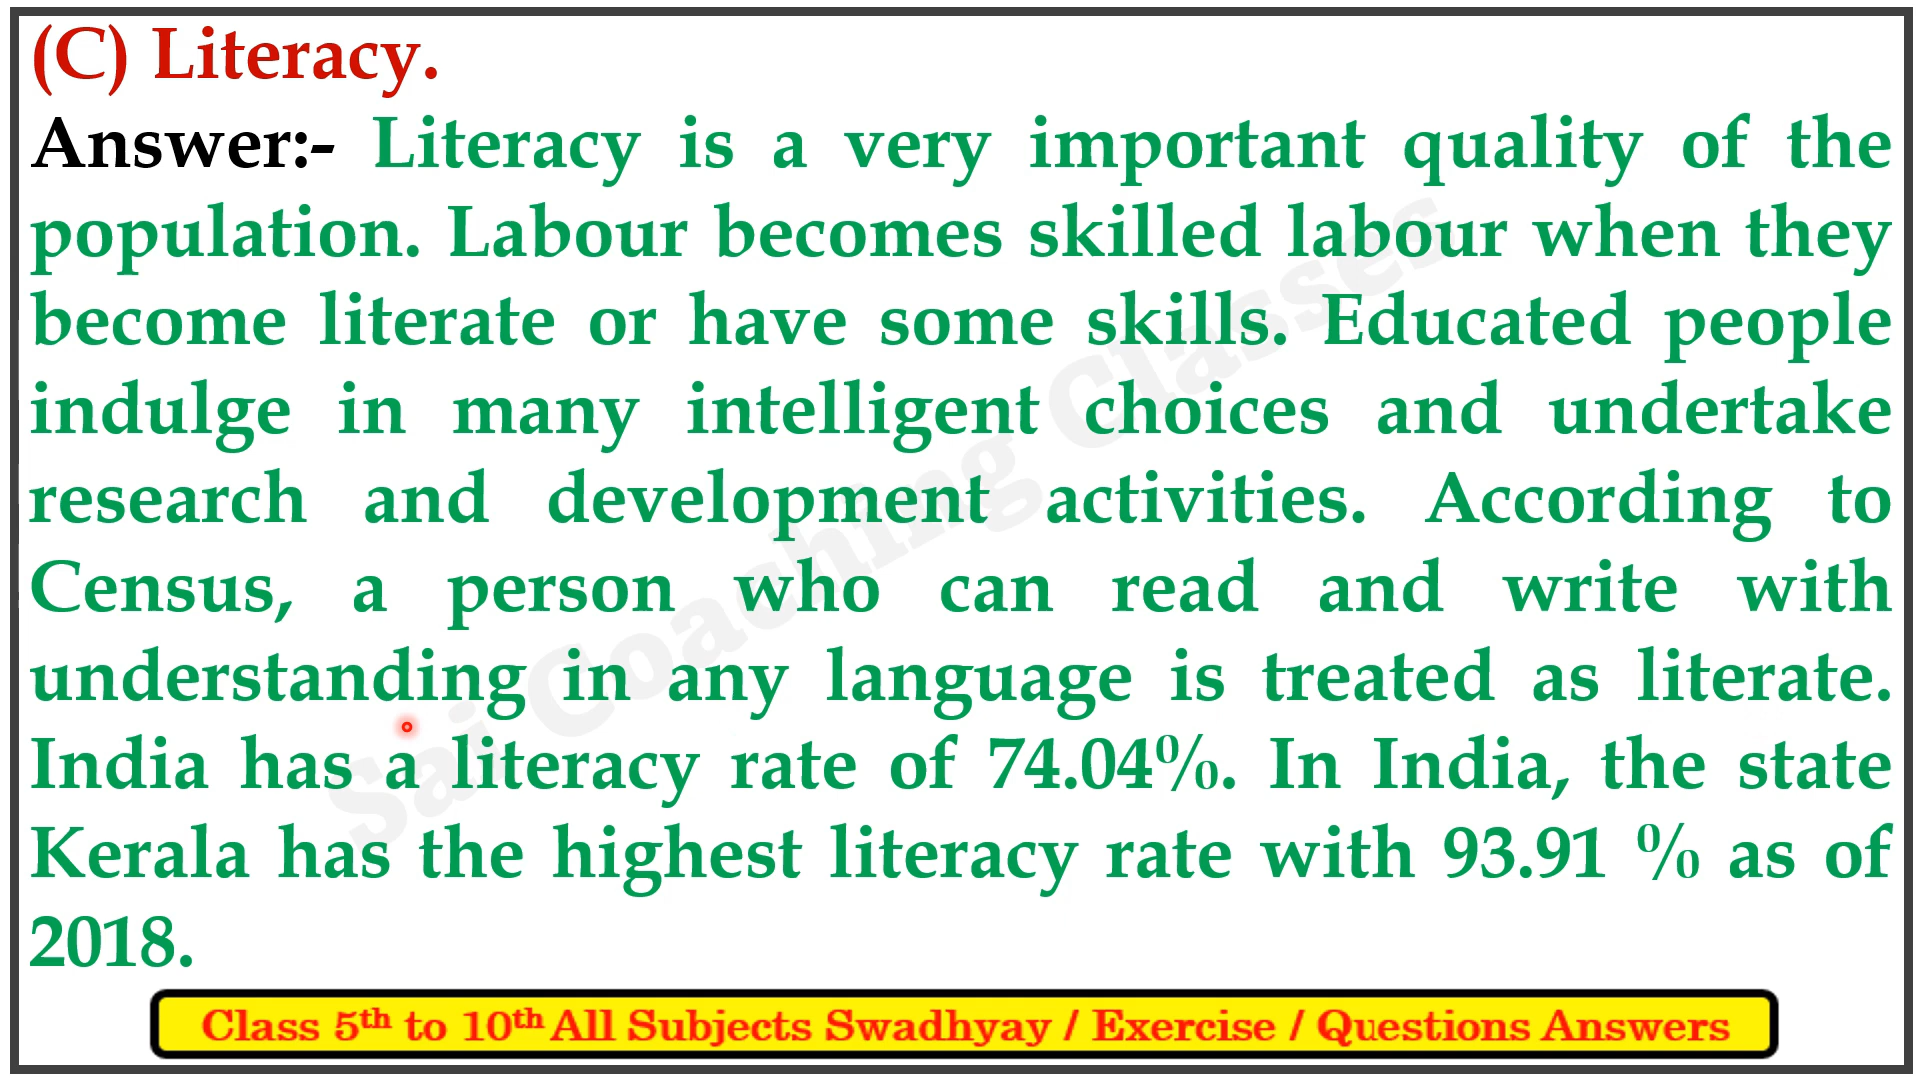 (C) Literacy.
Answer:- Literacy is a very important quality of the
population. Labour becomes skilled labour when they
become literate or have some skills. Educated people
indulge in many intelligent choices and undertake
research and development activities. According to
Census, a person who can read and write with
understanding in any language is treated as literate.
India has a literacy rate of 74.04%. In India, the state
Kerala has the highest literacy rate with 93.91 % as of
2018.
Sai Coaching Classes
Class 5th to 10th All Subjects Swadhyay / Exercise / Questions Answers